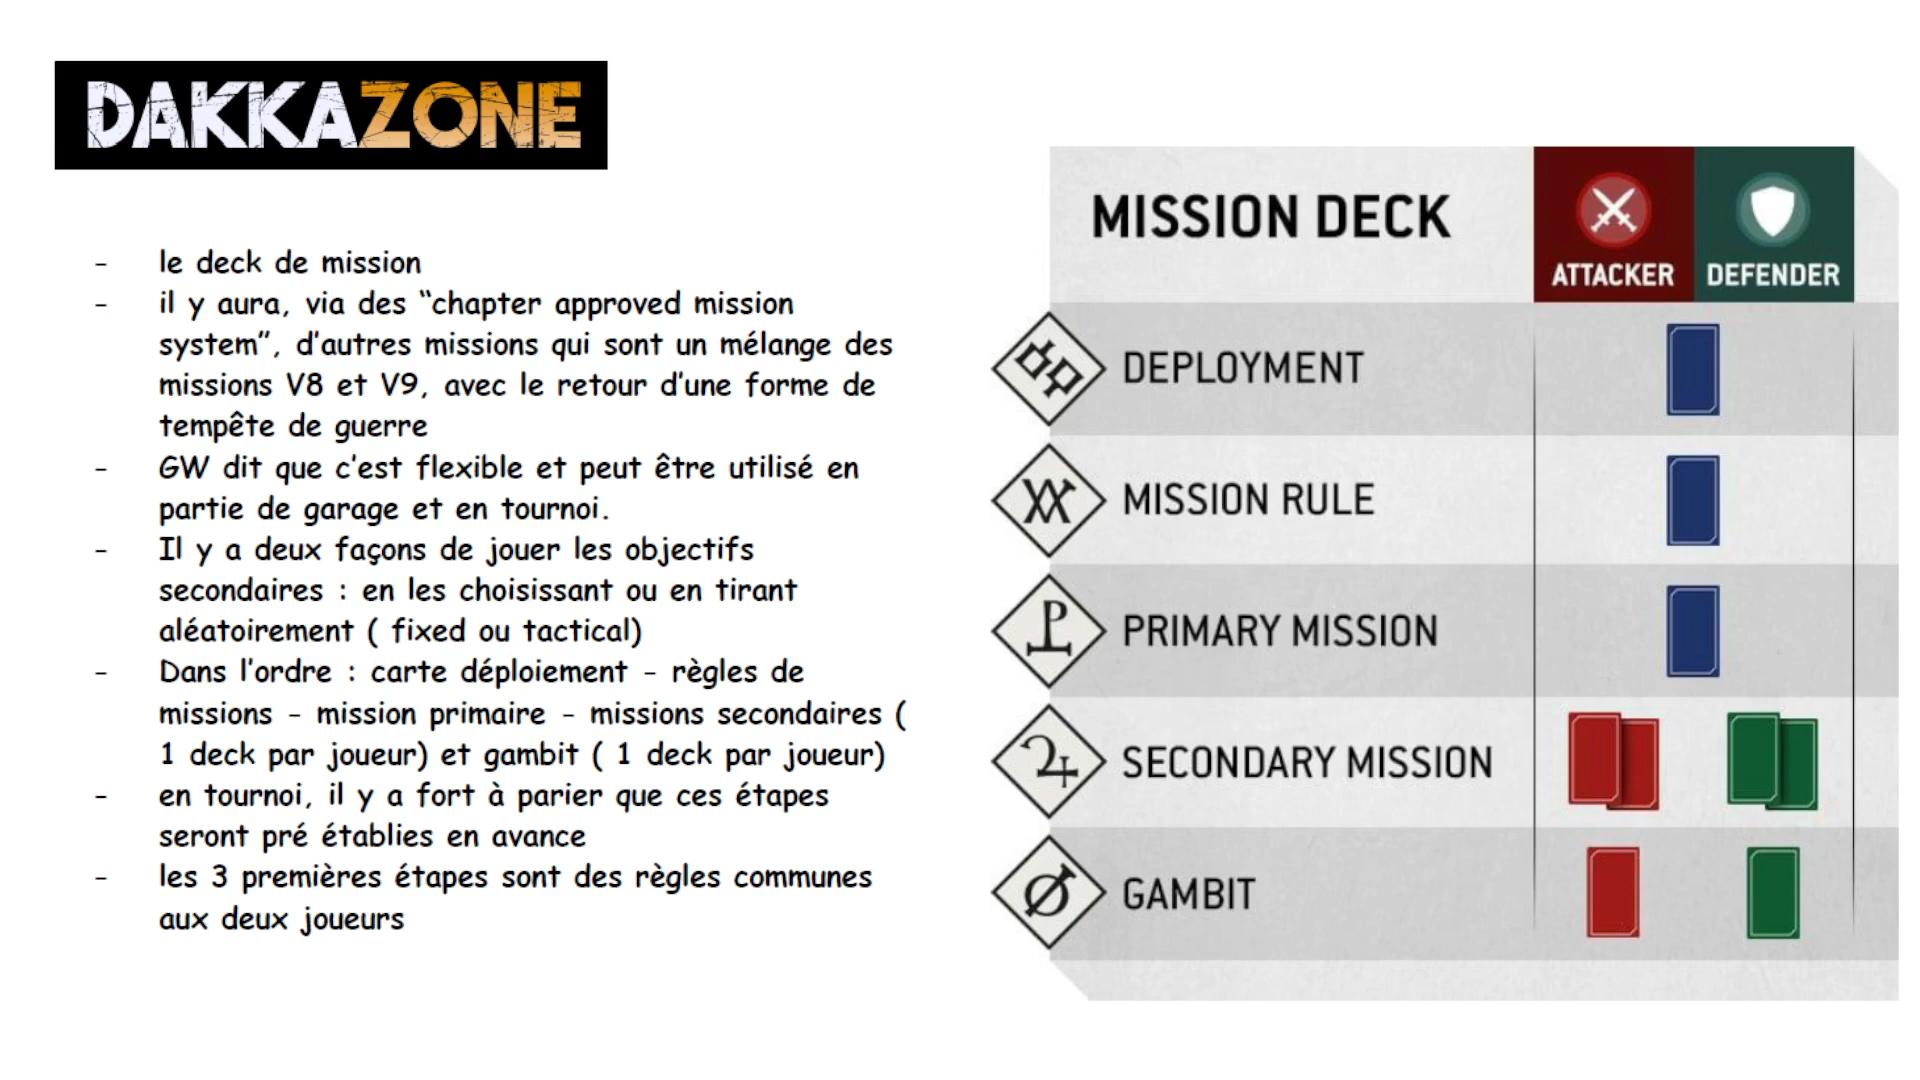 DAKKAZONE
- le deck de mission
- il y aura, via des “chapter approved mission
system”, d’autres missions qui sont un mélange des
missions V8 et V9, avec le retour d’une forme de
tempête de guerre
- GW dit que c’est flexible et peut être utilisé en
partie de garage et en tournoi.
- Il y a deux façons de jouer les objectifs
secondaires : en les choisissant ou en tirant
aléatoirement ( fixed ou tactical)
- Dans l’ordre : carte déploiement - règles de
missions - mission primaire - missions secondaires (
1 deck par joueur) et gambit ( 1 deck par joueur)
- en tournoi, il y a fort à parier que ces étapes
seront pré établies en avance
- les 3 premières étapes sont des règles communes
aux deux joueurs
MISSION DECK
ATTACKER DEFENDER
DEPLOYMENT
MISSION RULE
PRIMARY MISSION
SECONDARY MISSION
GAMBIT